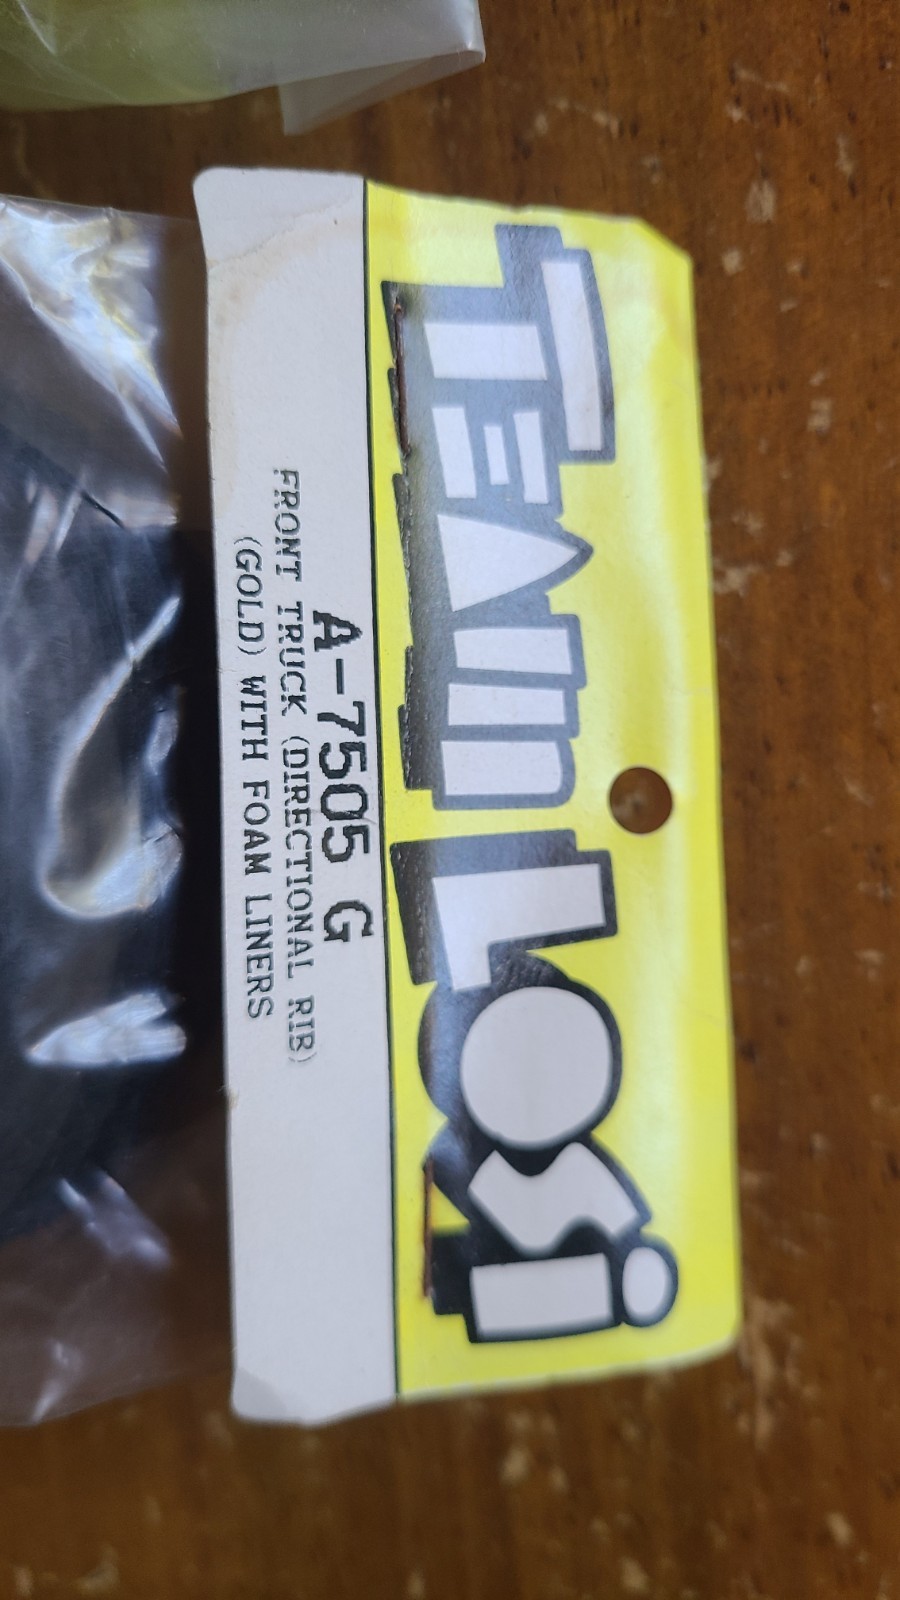 TEAM LOSi
A-7505 G
FRONT TRUCK (DIRECTIONAL RIB)
(GOLD) WITH FOAM LINERS